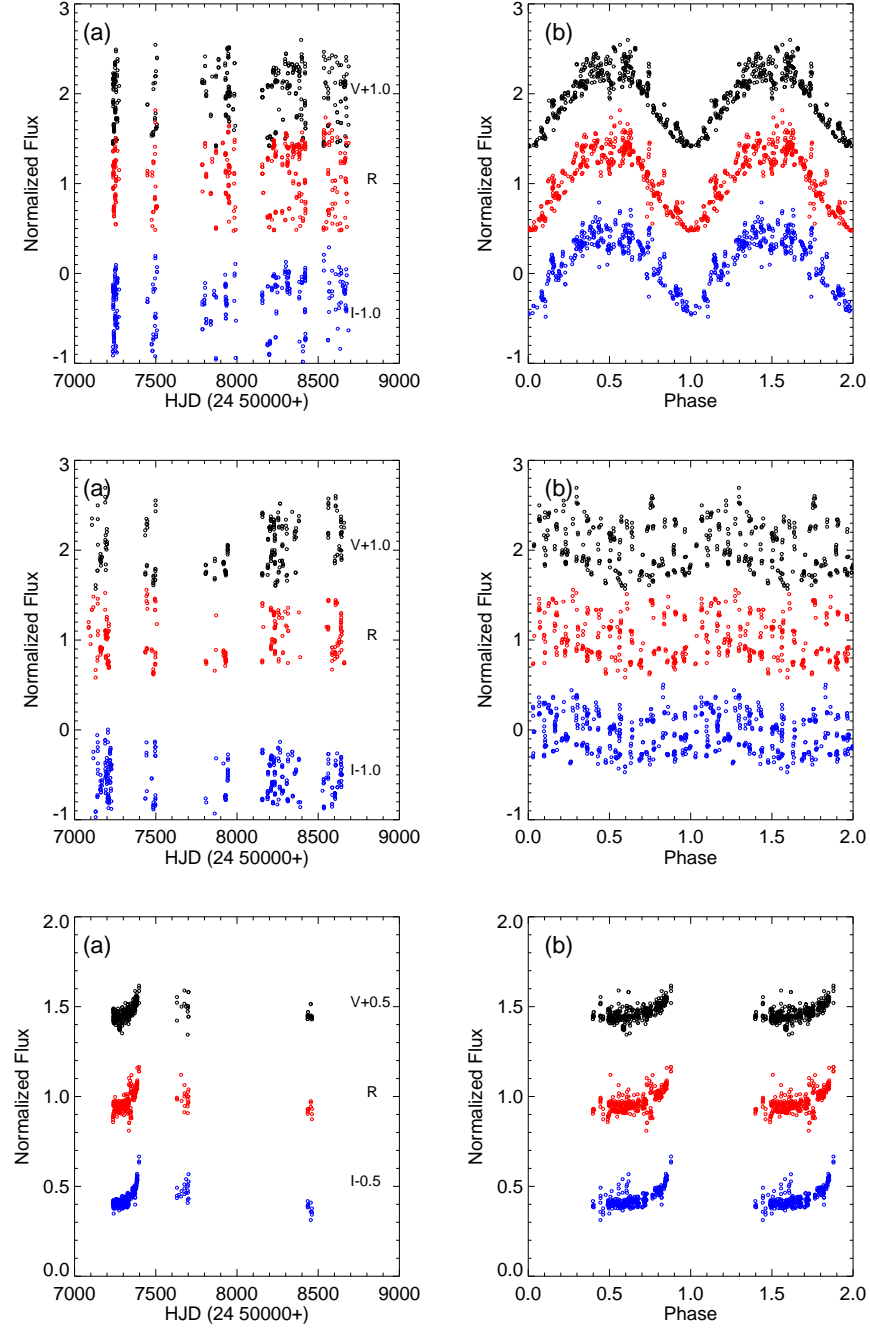 (a)
3
2
1
0
-1
Normalized Flux
V+1.0
R
I-1.0
7000 7500 8000 8500 9000
HJD (24 50000+)
(b)
3
2
1
0
-1
Normalized Flux
0.0 0.5 1.0 1.5 2.0
Phase
(a)
3
2
1
0
-1
Normalized Flux
V+1.0
R
I-1.0
7000 7500 8000 8500 9000
HJD (24 50000+)
(b)
3
2
1
0
-1
Normalized Flux
0.0 0.5 1.0 1.5 2.0
Phase
(a)
2.0
1.5
1.0
0.5
0.0
Normalized Flux
V+0.5
R
I-0.5
7000 7500 8000 8500 9000
HJD (24 50000+)
(b)
2.0
1.5
1.0
0.5
0.0
Normalized Flux
0.0 0.5 1.0 1.5 2.0
Phase